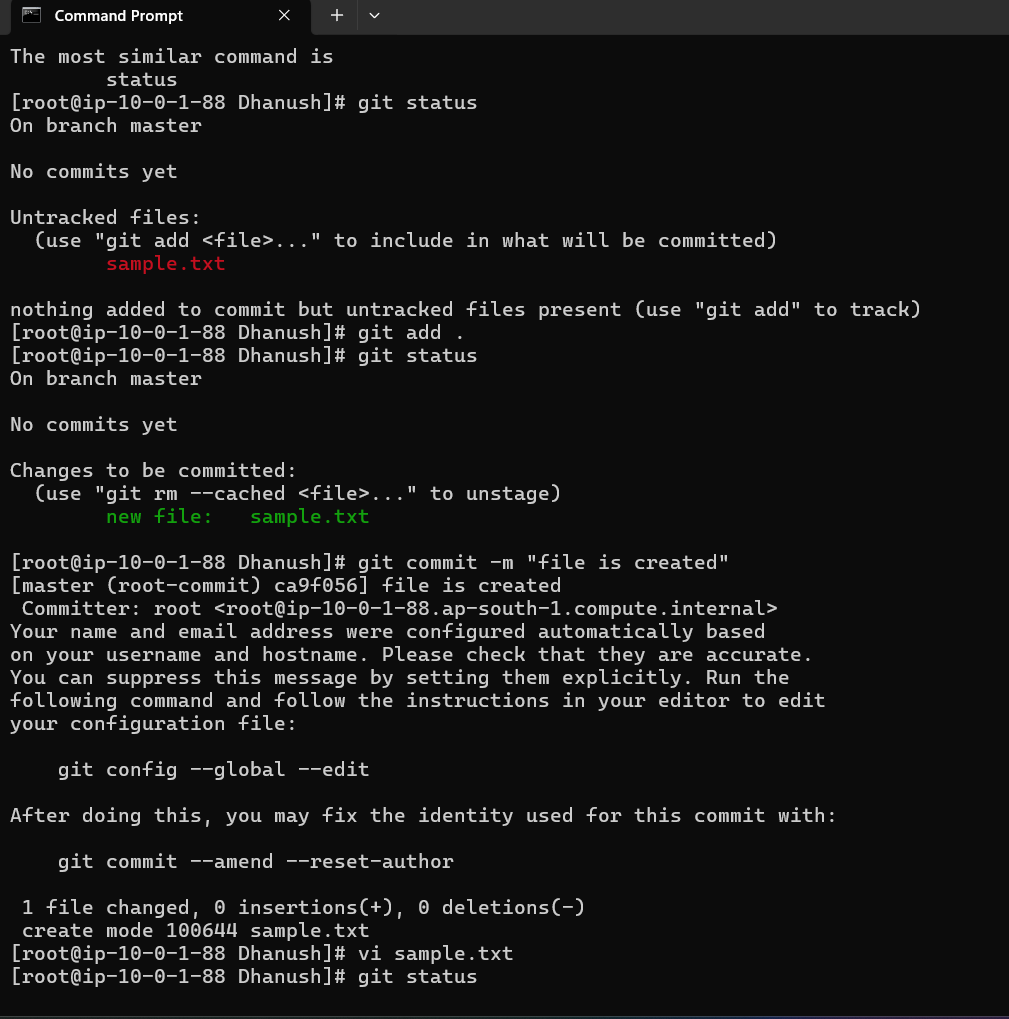 Command Prompt
The most similar command is
        status
[root@ip-10-0-1-88 Dhanush]# git status
On branch master

No commits yet

Untracked files:
  (use "git add <file>..." to include in what will be committed)
        sample.txt

nothing added to commit but untracked files present (use "git add" to track)
[root@ip-10-0-1-88 Dhanush]# git add .
[root@ip-10-0-1-88 Dhanush]# git status
On branch master

No commits yet

Changes to be committed:
  (use "git rm --cached <file>..." to unstage)
        new file:   sample.txt

[root@ip-10-0-1-88 Dhanush]# git commit -m "file is created"
[master (root-commit) ca9f056] file is created
 Committer: root <root@ip-10-0-1-88.ap-south-1.compute.internal>
Your name and email address were configured automatically based
on your username and hostname. Please check that they are accurate.
You can suppress this message by setting them explicitly. Run the
following command and follow the instructions in your editor to edit
your configuration file:

    git config --global --edit

After doing this, you may fix the identity used for this commit with:

    git commit --amend --reset-author

 1 file changed, 0 insertions(+), 0 deletions(-)
 create mode 100644 sample.txt
[root@ip-10-0-1-88 Dhanush]# vi sample.txt
[root@ip-10-0-1-88 Dhanush]# git status